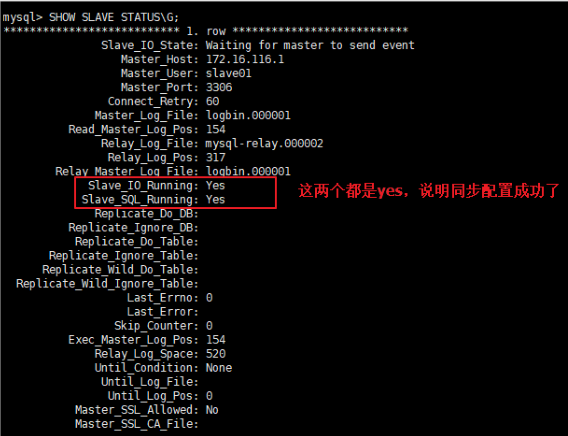 mysql> SHOW SLAVE STATUS\G;
*************************** 1. row ***************************
Slave_IO_State: Waiting for master to send event
Master_Host: 172.16.116.1
Master_User: slave01
Master_Port: 3306
Connect_Retry: 60
Master_Log_File: logbin.000001
Read_Master_Log_Pos: 154
Relay_Log_File: mysql-relay.000002
Relay_Log_Pos: 317
Relay_Master_Log_File: logbin.000001
Slave_IO_Running: Yes
Slave_SQL_Running: Yes
这两个都是yes。说明同步配置成功了
Replicate_Do_DB:
Replicate_Ignore_DB:
Replicate_Do_Table:
Replicate_Ignore_Table:
Replicate_Wild_Do_Table:
Replicate_Wild_Ignore_Table:
Last_Errno: 0
Last_Error:
Skip_Counter: 0
Exec_Master_Log_Pos: 154
Relay_Log_Space: 520
Until_Condition: None
Until_Log_File:
Until_Log_Pos: 0
Master_SSL_Allowed: No
Master_SSL_CA_File: